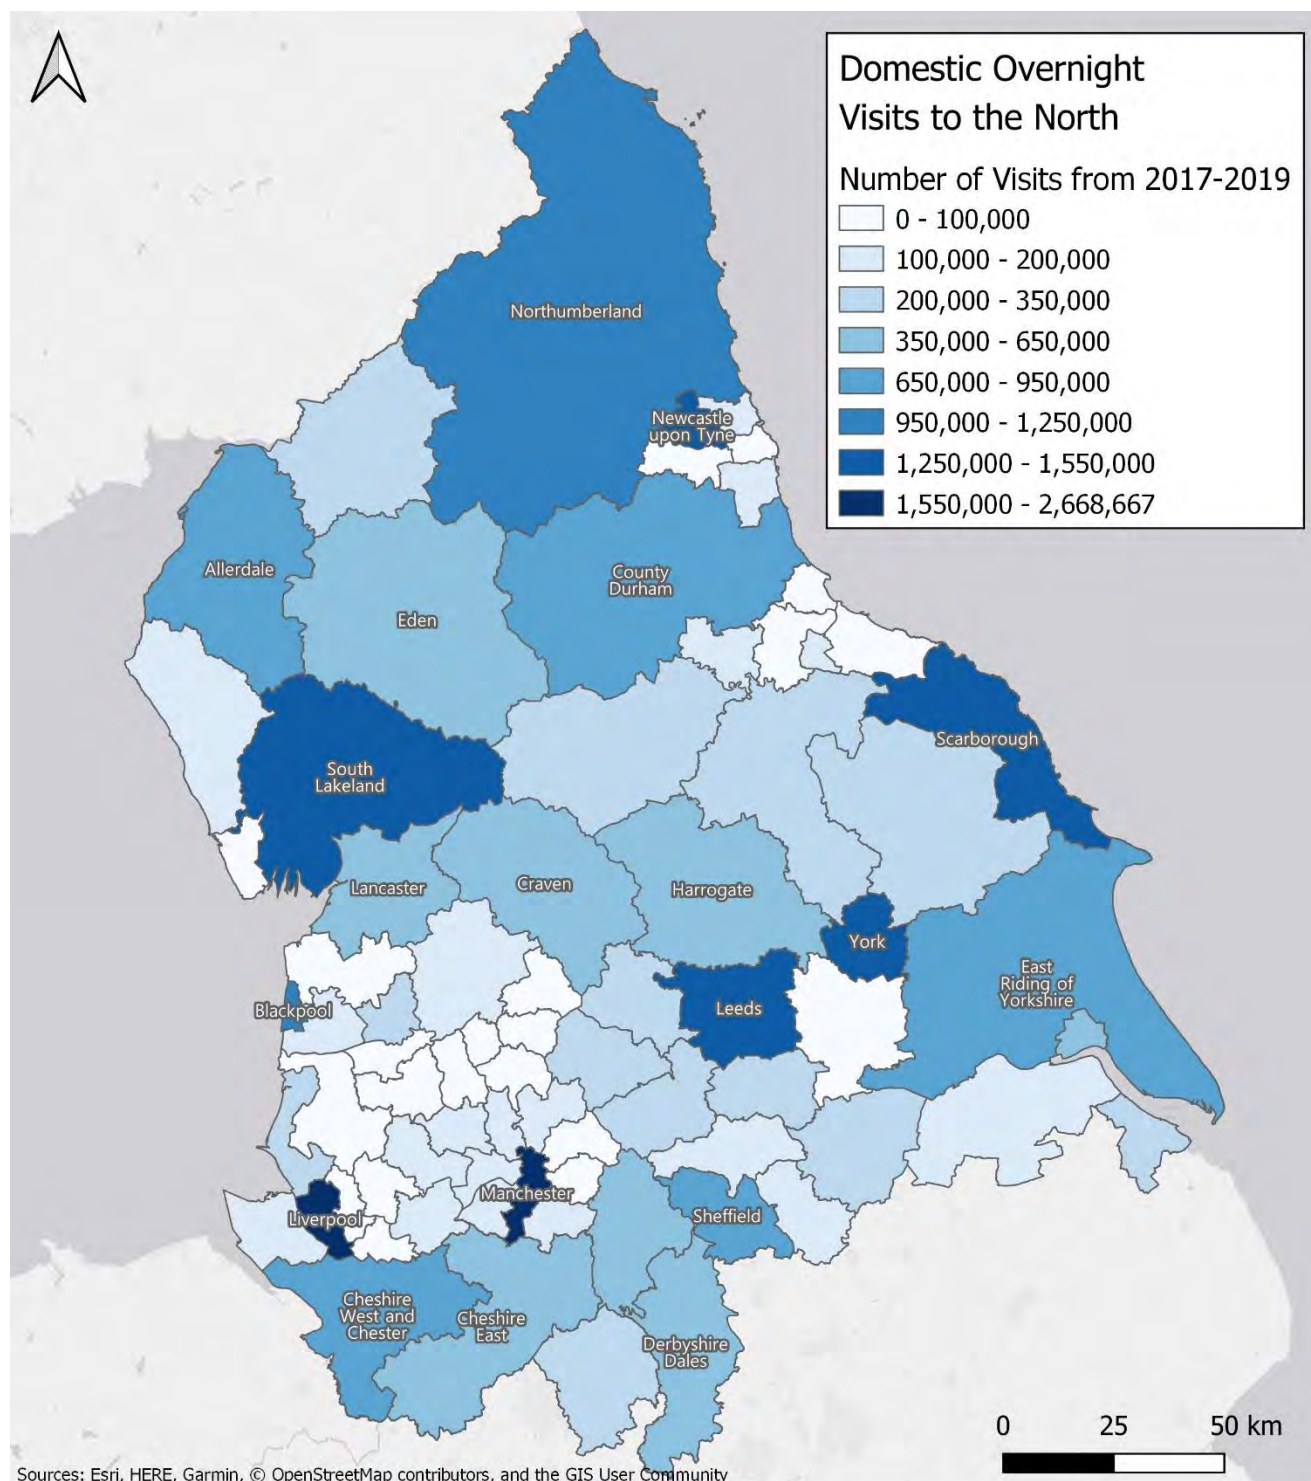 Domestic Overnight
Visits to the North
Number of Visits from 2017-2019
0 - 100,000
100,000 - 200,000
200,000 - 350,000
350,000 - 650,000
650,000 - 950,000
950,000 - 1,250,000
1,250,000 - 1,550,000
1,550,000 - 2,668,667
Northumberland
Newcastle
upon Tyne
Allerdale
County
Durham
Eden
Scarborough
South
Lakeland
Lancaster
Craven
Harrogate
York
East
Riding of
Yorkshire
Blackpool
Leeds
Manchester
Liverpool
Sheffield
Cheshire
West and
Chester
Cheshire
East
Derbyshire
Dales
0 25 50 km
Sources: Esri, HERE, Garmin, © OpenStreetMap contributors, and the GIS User Community